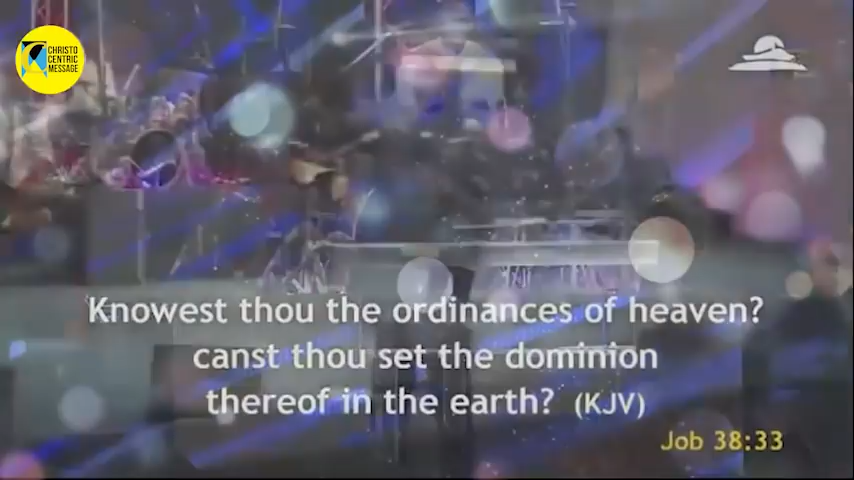 CHRISTO
CENTRIC
MESSAGE
Knowest thou the ordinances of heaven?
canst thou set the dominion
thereof in the earth? (KJV)
Job 38:33